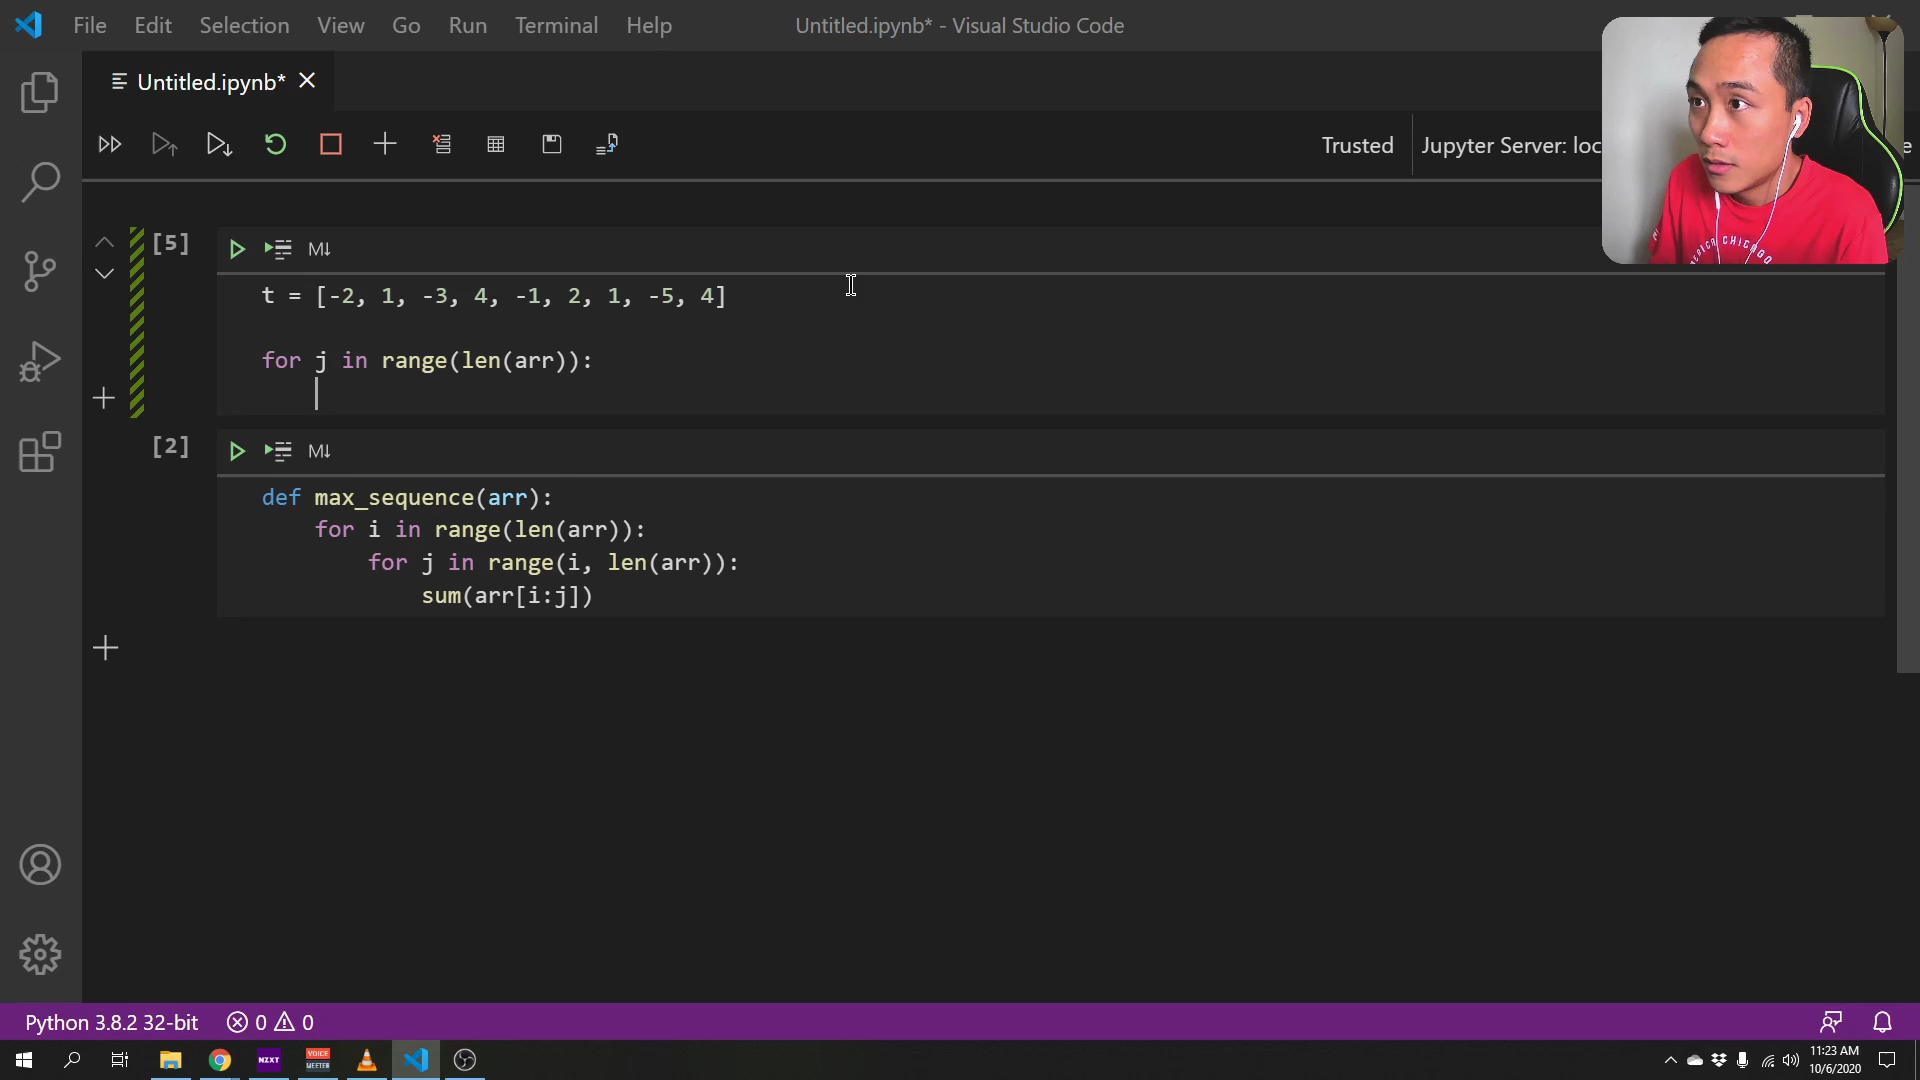 File Edit Selection View Go Run Terminal Help Untitled.ipynb* - Visual Studio Code
Untitled.ipynb*
Trusted Jupyter Server: loc
[5]
M↓
t = [-2, 1, -3, 4, -1, 2, 1, -5, 4]
for j in range(len(arr)):
[2]
M↓
def max_sequence(arr):
for i in range(len(arr)):
for j in range(i, len(arr)):
sum(arr[i:j])
Python 3.8.2 32-bit 0 0
NZXT
VOICE
MEETER
11:23 AM
10/6/2020